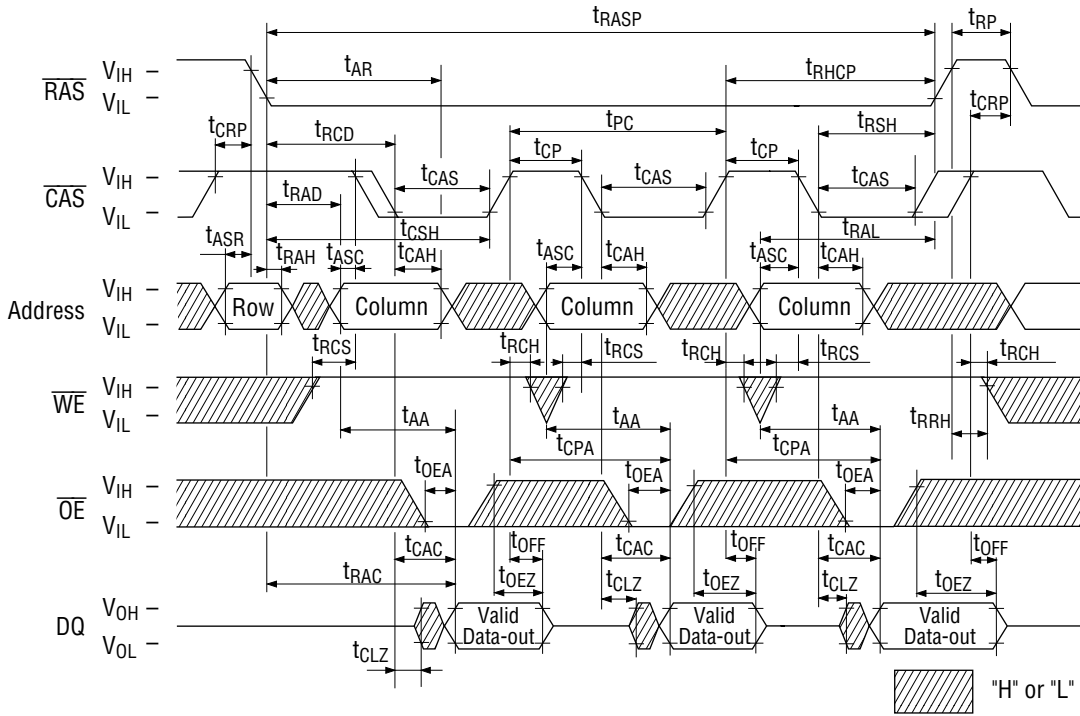 tRASP
tRP
tAR
tRHCP
RAS
VIH
VIL
tCRP
tRCD
tPC
tRSH
tCRP
tCP
tCP
CAS
VIH
VIL
tRAD
tCAS
tCAS
tCAS
tCSH
tRAL
tASR
tRAH
tASC
tCAH
tASC
tCAH
tASC
tCAH
Address
VIH
VIL
Row
Column
Column
Column
tRCS
tRCH
tRCS
tRCH
tRCS
tRCH
WE
VIH
VIL
tAA
tAA
tAA
tRRH
tCPA
tCPA
tOEA
tOEA
tOEA
OE
VIH
VIL
tCAC
tOFF
tCAC
tOFF
tCAC
tOFF
tRAC
tOEZ
tCLZ
tOEZ
tCLZ
tOEZ
DQ
VOH
VOL
Valid
Data-out
Valid
Data-out
Valid
Data-out
tCLZ
"H" or "L"